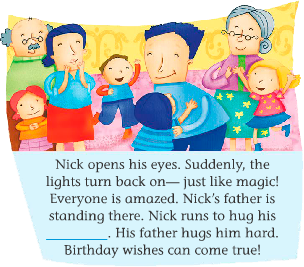 Nick opens his eyes. Suddenly, the
lights turn back on— just like magic!
Everyone is amazed. Nick's father is
standing there. Nick runs to hug his
_________. His father hugs him hard.
Birthday wishes can come true!